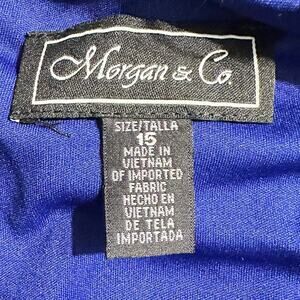 Morgan & Co.
SIZE/TALLA
15
MADE IN
VIETNAM
OF IMPORTED
FABRIC
HECHO EN
VIETNAM
DE TELA
IMPORTADA